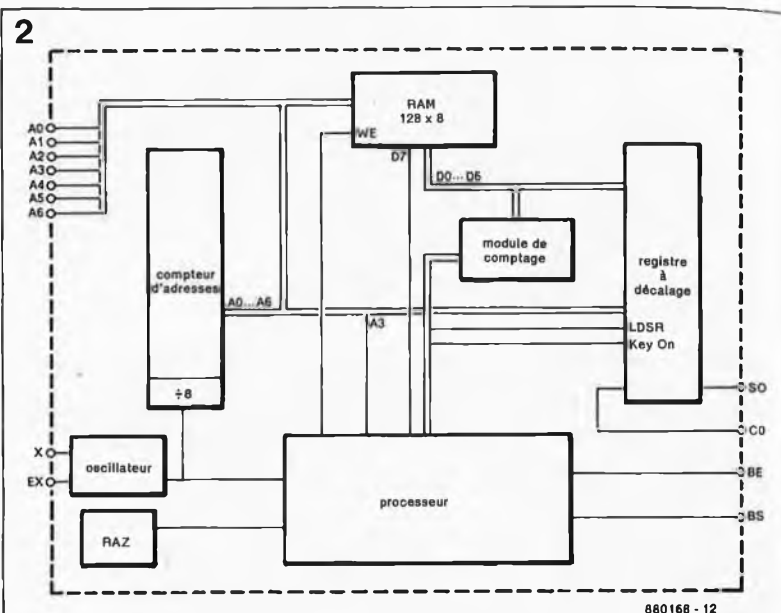 2
RAM
128 x 8
WE
D7
D0... D6
A0
A1
A2
A3
A4
A5
A6
compteur
d'adresses
A0...A6
÷8
module de
comptage
registre
à
décalage
A3
LDSR
Key On
SO
C0
BE
BS
X
EX
oscillateur
RAZ
processeur
880168 - 12